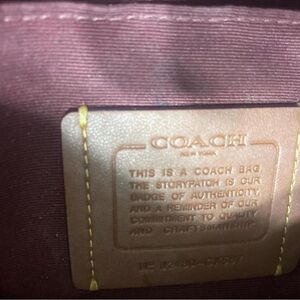 COACH
NEW YORK
THIS IS A COACH BAG.
THE STORYPATCH IS OUR
BADGE OF AUTHENTICITY
AND A REMINDER OF OUR
COMMITMENT TO QUALITY
AND CRAFTSMANSHIP.